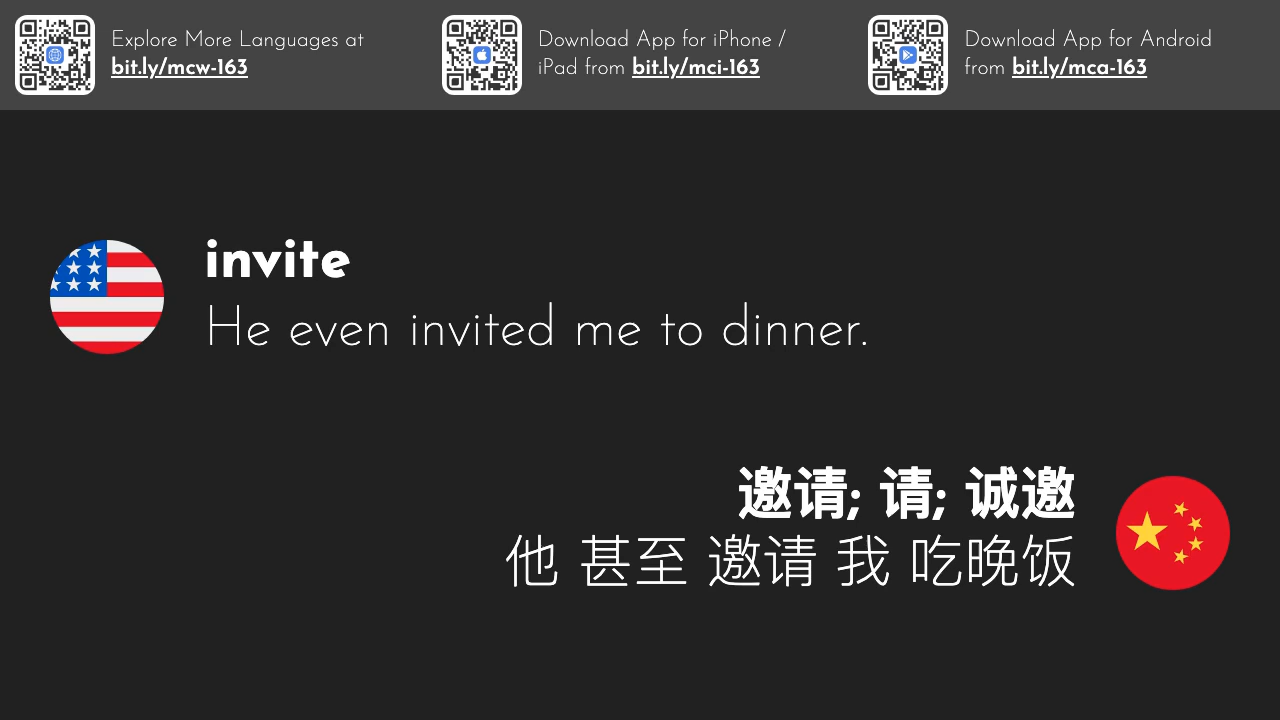 Explore More Languages at
bit.ly/mcw-163
Download App for iPhone /
iPad from bit.ly/mci-163
Download App for Android
from bit.ly/mca-163
invite
He even invited me to dinner.
邀请; 请; 诚邀
他 甚至 邀请 我 吃晚饭